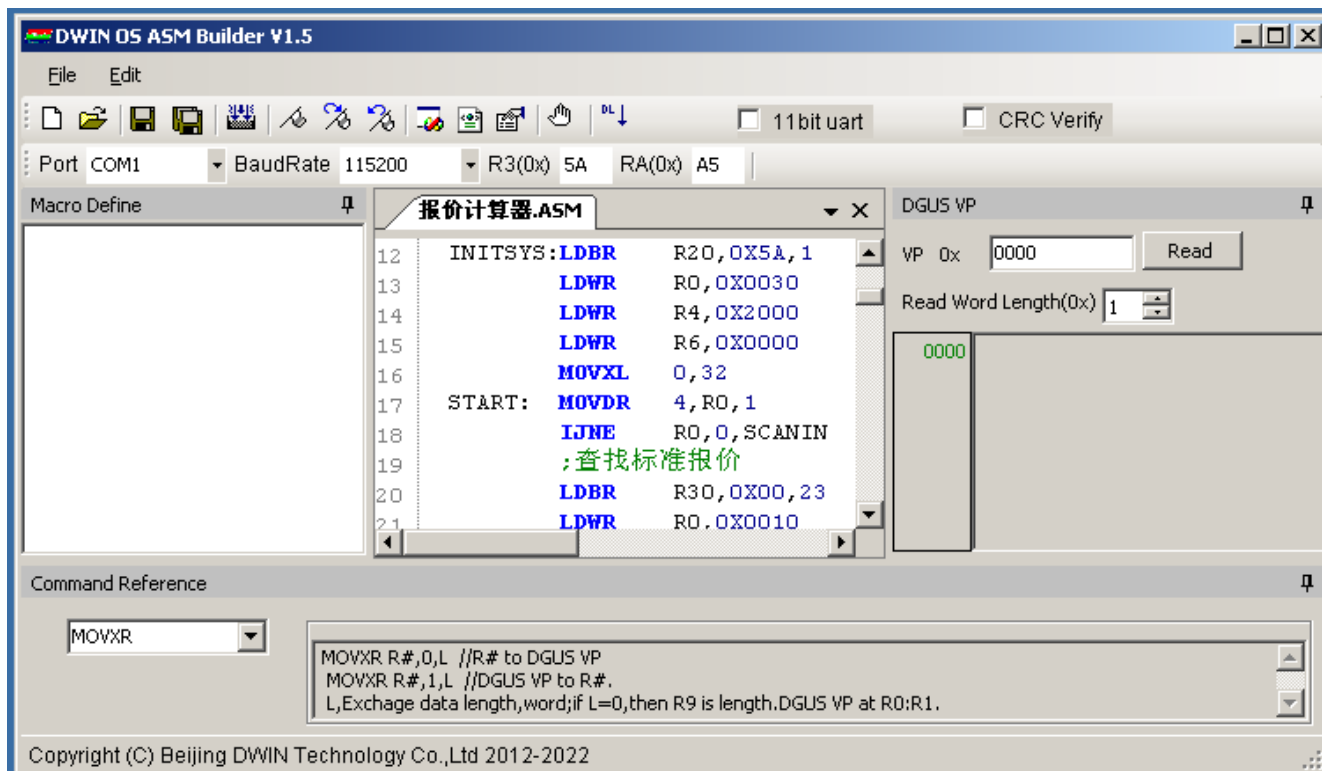 DWIN OS ASM Builder V1.5
File Edit
DL 11bit uart CRC Verify
Port COM1 BaudRate 115200 R3(0x) 5A RA(0x) A5
Macro Define
报价计算器.ASM
12 INITSYS:LDBR R20,0X5A,1
13 LDWR R0,0X0030
14 LDWR R4,0X2000
15 LDWR R6,0X0000
16 MOVXL 0,32
17 START: MOVDR 4,R0,1
18 IJNE R0,0,SCANIN
19 ;查找标准报价
20 LDBR R30,0X00,23
21 LDWR R0,0X0010
DGUS VP
VP 0x 0000 Read
Read Word Length(0x) 1
0000
Command Reference
MOVXR
MOVXR R#,0,L //R# to DGUS VP
MOVXR R#,1,L //DGUS VP to R#.
L,Exchage data length,word;if L=0,then R9 is length.DGUS VP at R0:R1.
Copyright (C) Beijing DWIN Technology Co.,Ltd 2012-2022